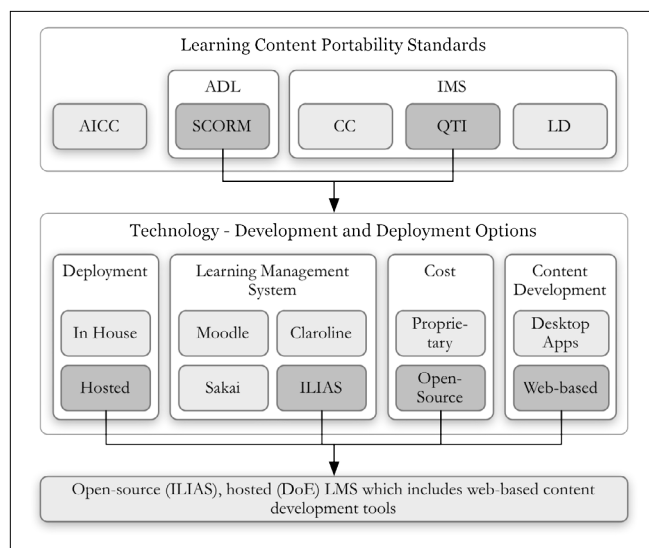 Learning Content Portability Standards
ADL
IMS
AICC
SCORM
CC
QTI
LD
Technology - Development and Deployment Options
Deployment
Learning Management
System
Cost
Content
Development
In House
Moodle
Claroline
Proprie-
tary
Desktop
Apps
Hosted
Sakai
ILIAS
Open-
Source
Web-based
Open-source (ILIAS), hosted (DoE) LMS which includes web-based content
development tools